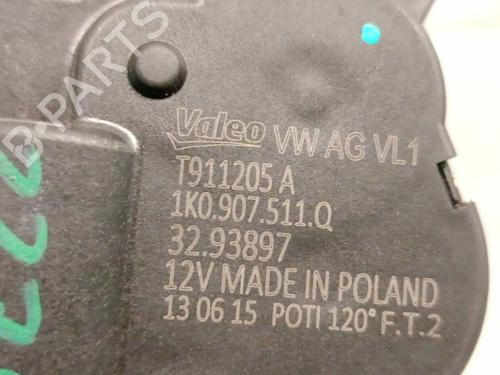 B-PARTS
Valeo VW AG VL1
T911205 A
1K0.907.511.Q
32.93897
12V MADE IN POLAND
13 06 15 POTI 120° F.T.2